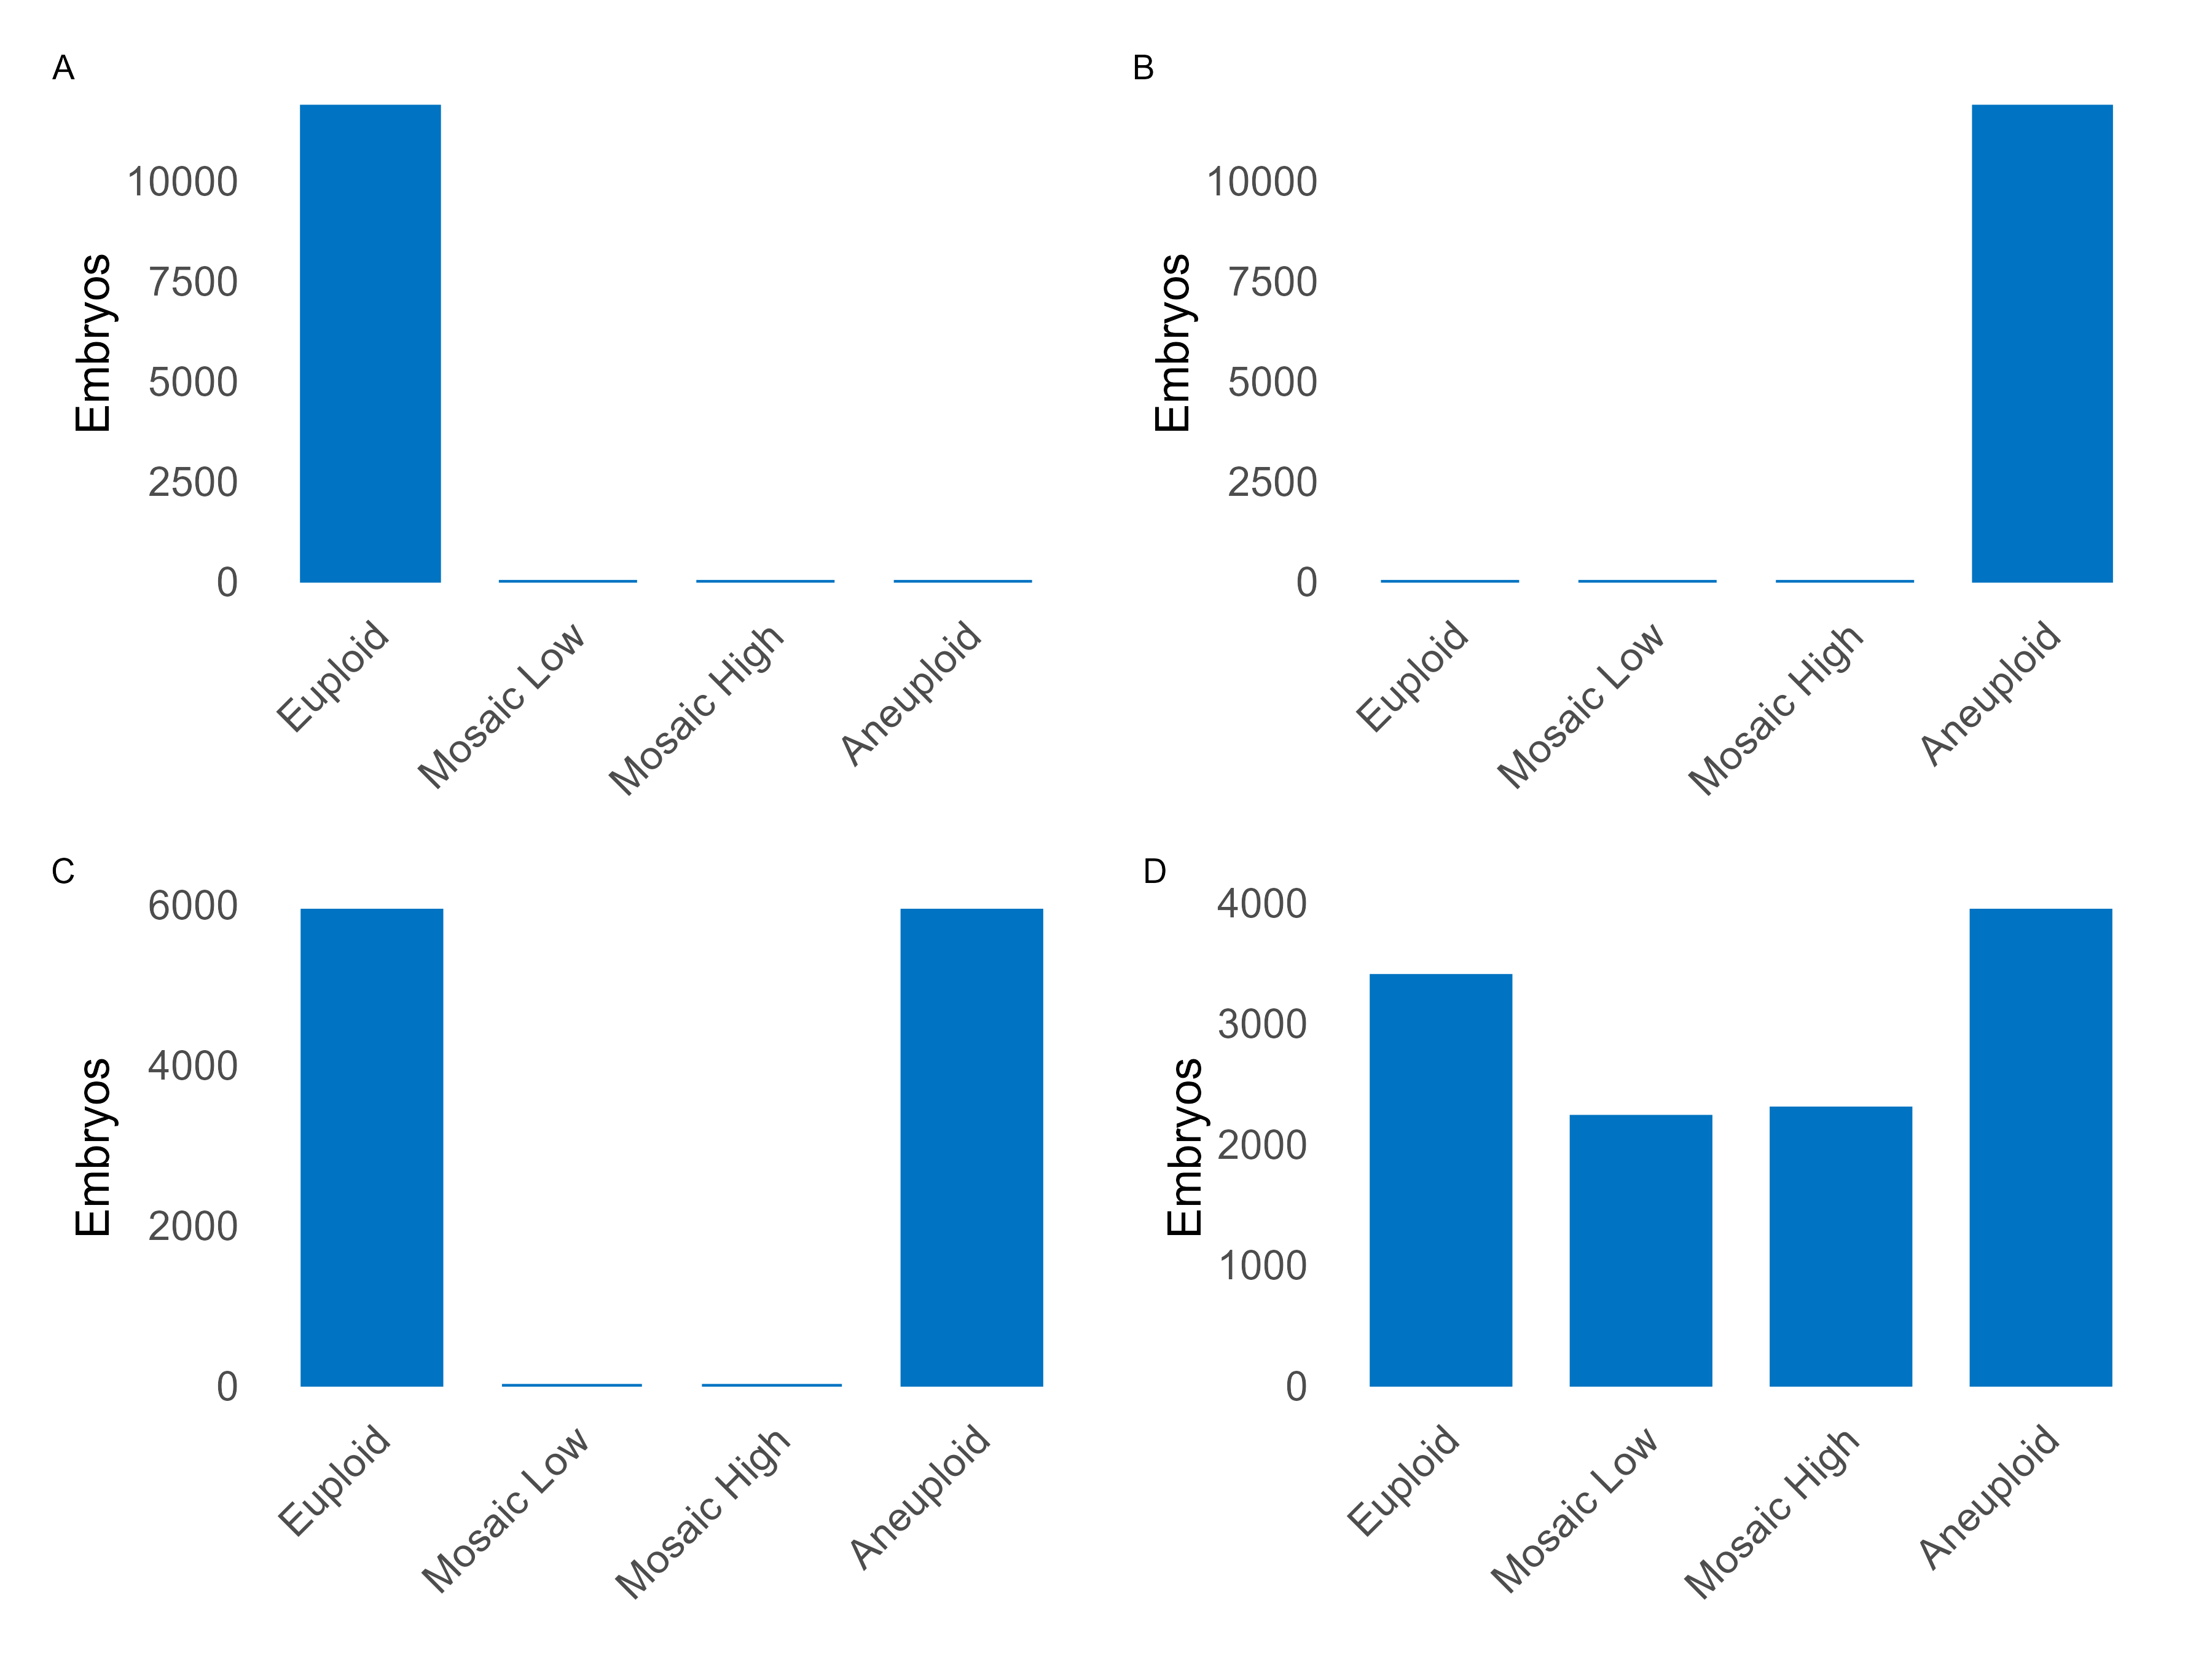 A
Embryos
10000
7500
5000
2500
0
Euploid
Mosaic Low
Mosaic High
Aneuploid
B
Embryos
10000
7500
5000
2500
0
Euploid
Mosaic Low
Mosaic High
Aneuploid
C
Embryos
6000
4000
2000
0
Euploid
Mosaic Low
Mosaic High
Aneuploid
D
Embryos
4000
3000
2000
1000
0
Euploid
Mosaic Low
Mosaic High
Aneuploid